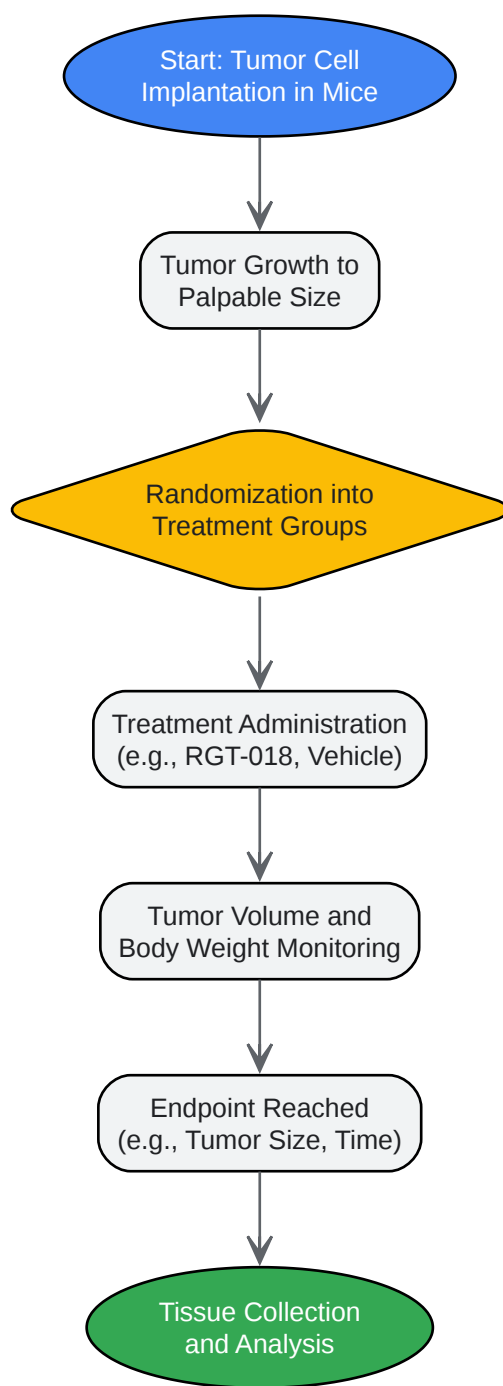 Start: Tumor Cell
Implantation in Mice
Tumor Growth to
Palpable Size
Randomization into
Treatment Groups
Treatment Administration
(e.g., RGT-018, Vehicle)
Tumor Volume and
Body Weight Monitoring
Endpoint Reached
(e.g., Tumor Size, Time)
Tissue Collection
and Analysis